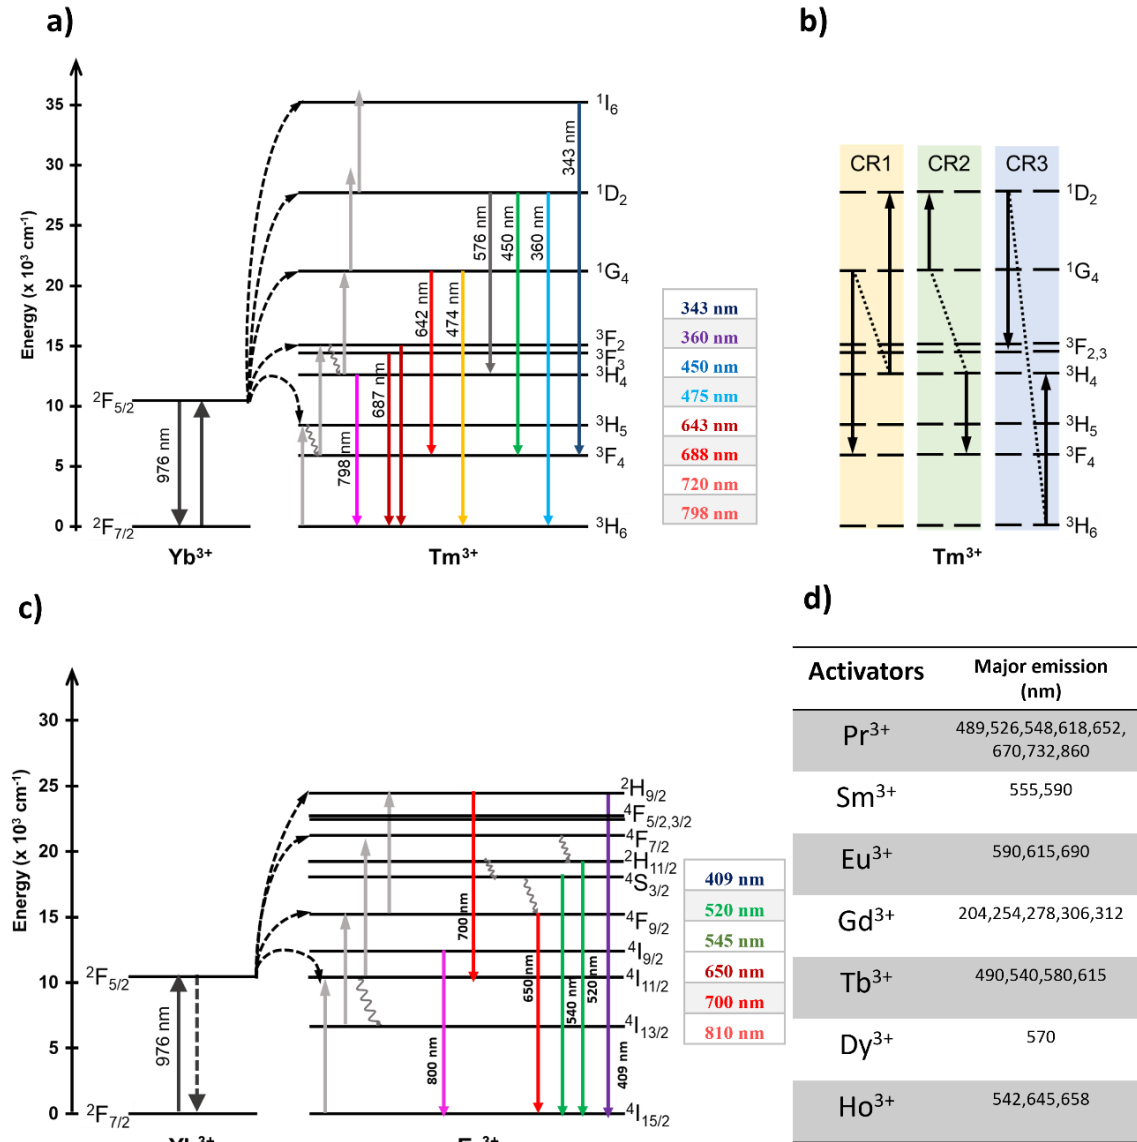 a)
Energy (x 10³ cm⁻¹)
35
30
25
20
15
10
5
0
²F₅/₂
²F₇/₂
976 nm
Yb³⁺
¹I₆
¹D₂
¹G₄
³F₂
³F₃
³H₄
³H₅
³F₄
³H₆
343 nm
576 nm
450 nm
360 nm
642 nm
474 nm
687 nm
798 nm
Tm³⁺
343 nm
360 nm
450 nm
475 nm
643 nm
688 nm
720 nm
798 nm
b)
CR1 CR2 CR3
¹D₂
¹G₄
³F₂,₃
³H₄
³H₅
³F₄
³H₆
Tm³⁺
c)
Energy (x 10³ cm⁻¹)
30
25
20
15
10
5
0
²F₅/₂
²F₇/₂
976 nm
²H₉/₂
⁴F₅/₂,₃/₂
⁴F₇/₂
²H₁₁/₂
⁴S₃/₂
⁴F₉/₂
⁴I₉/₂
⁴I₁₁/₂
⁴I₁₃/₂
⁴I₁₅/₂
700 nm
800 nm
650nm
540 nm
520 nm
409 nm
409 nm
520 nm
545 nm
650 nm
700 nm
810 nm
d)
Activators Major emission
(nm)
Pr³⁺ 489,526,548,618,652,
670,732,860
Sm³⁺ 555,590
Eu³⁺ 590,615,690
Gd³⁺ 204,254,278,306,312
Tb³⁺ 490,540,580,615
Dy³⁺ 570
Ho³⁺ 542,645,658